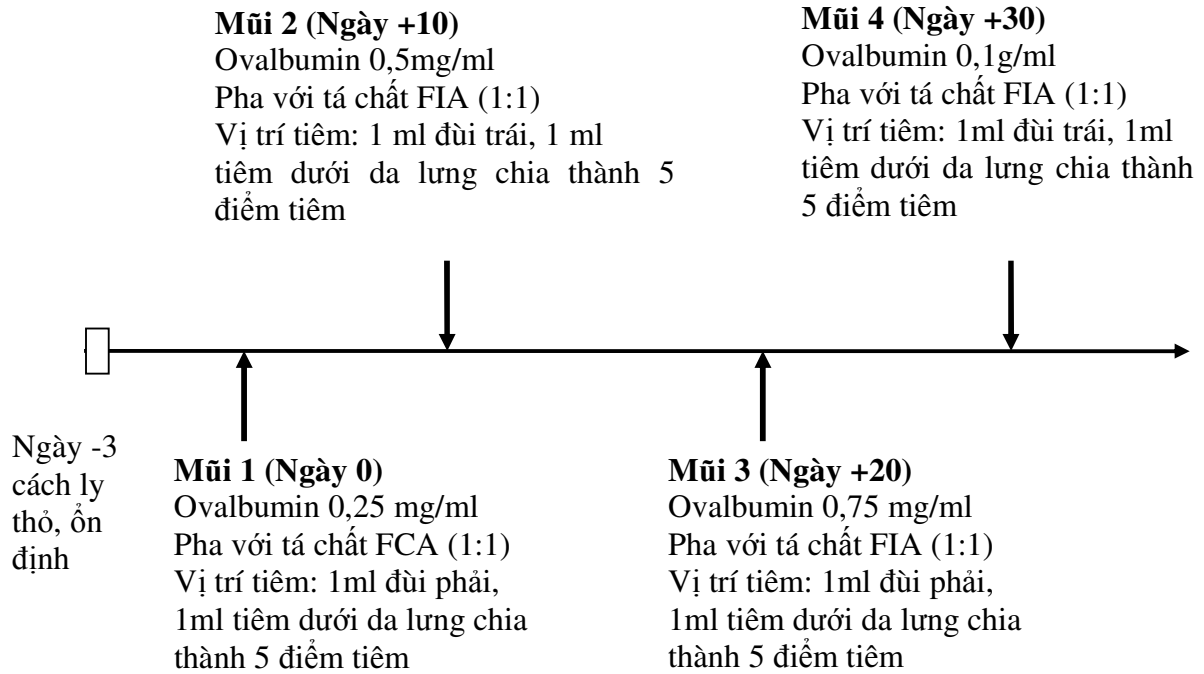 Mũi 2 (Ngày +10)
Ovalbumin 0,5mg/ml
Pha với tá chất FIA (1:1)
Vị trí tiêm: 1 ml đùi trái, 1 ml
tiêm dưới da lưng chia thành 5
điểm tiêm
Mũi 4 (Ngày +30)
Ovalbumin 0,1g/ml
Pha với tá chất FIA (1:1)
Vị trí tiêm: 1ml đùi trái, 1ml
tiêm dưới da lưng chia thành
5 điểm tiêm
Ngày -3
cách ly
thỏ, ổn
định
Mũi 1 (Ngày 0)
Ovalbumin 0,25 mg/ml
Pha với tá chất FCA (1:1)
Vị trí tiêm: 1ml đùi phải,
1ml tiêm dưới da lưng chia
thành 5 điểm tiêm
Mũi 3 (Ngày +20)
Ovalbumin 0,75 mg/ml
Pha với tá chất FIA (1:1)
Vị trí tiêm: 1ml đùi phải,
1ml tiêm dưới da lưng chia
thành 5 điểm tiêm